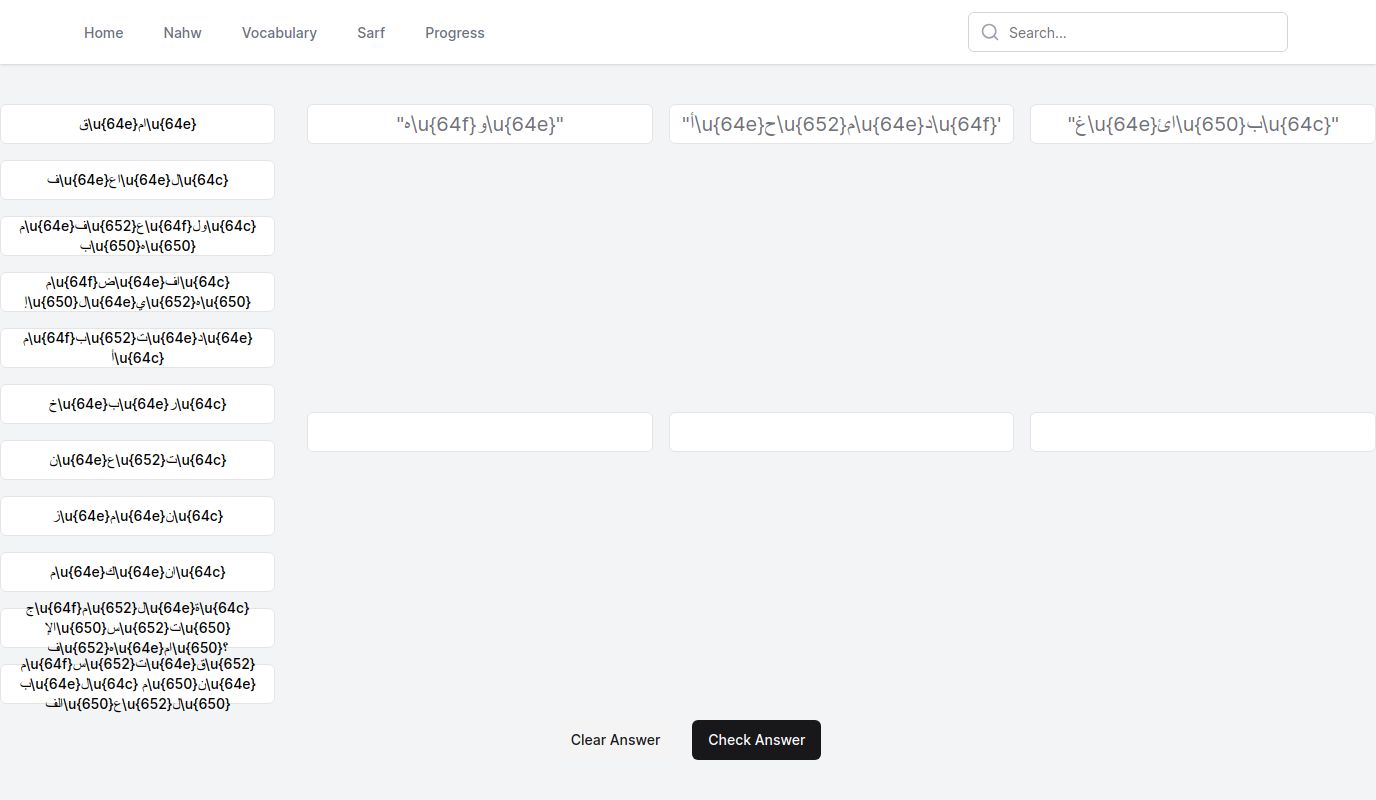 Home
Nahw
Vocabulary
Sarf
Progress
Search...
ق\u{64e}ام\u{64e}
"ه\u{64f}و\u{64e}"
"أ\u{64e}ح\u{652}م\u{64e}د\u{64f}'
"غ\u{64e}ائ\u{650}ب\u{64c}"
ف\u{64e}اع\u{64e}ل\u{64c}
م\u{64e}ف\u{652}ع\u{64f}ول\u{64c}
ب\u{650}ه\u{650}
م\u{64f}ض\u{64e}اف\u{64c}
إ\u{650}ل\u{64e}ي\u{652}ه\u{650}
م\u{64f}ب\u{652}ت\u{64e}د\u{64e}
أ\u{64c}
خ\u{64e}ب\u{64e}ر\u{64c}
ن\u{64e}ع\u{652}ت\u{64c}
ز\u{64e}م\u{64e}ن\u{64c}
م\u{64e}ك\u{64e}ان\u{64c}
ج\u{64f}م\u{652}ل\u{64e}ة\u{64c}
الإ\u{650}س\u{652}ت\u{650}
ف\u{652}ه\u{64e}ام\u{650}؟
م\u{64f}س\u{652}ت\u{64e}ق\u{652}
ب\u{64e}ل\u{64c} م\u{650}ن\u{64e}
الف\u{650}ع\u{652}ل\u{650}
Clear Answer
Check Answer